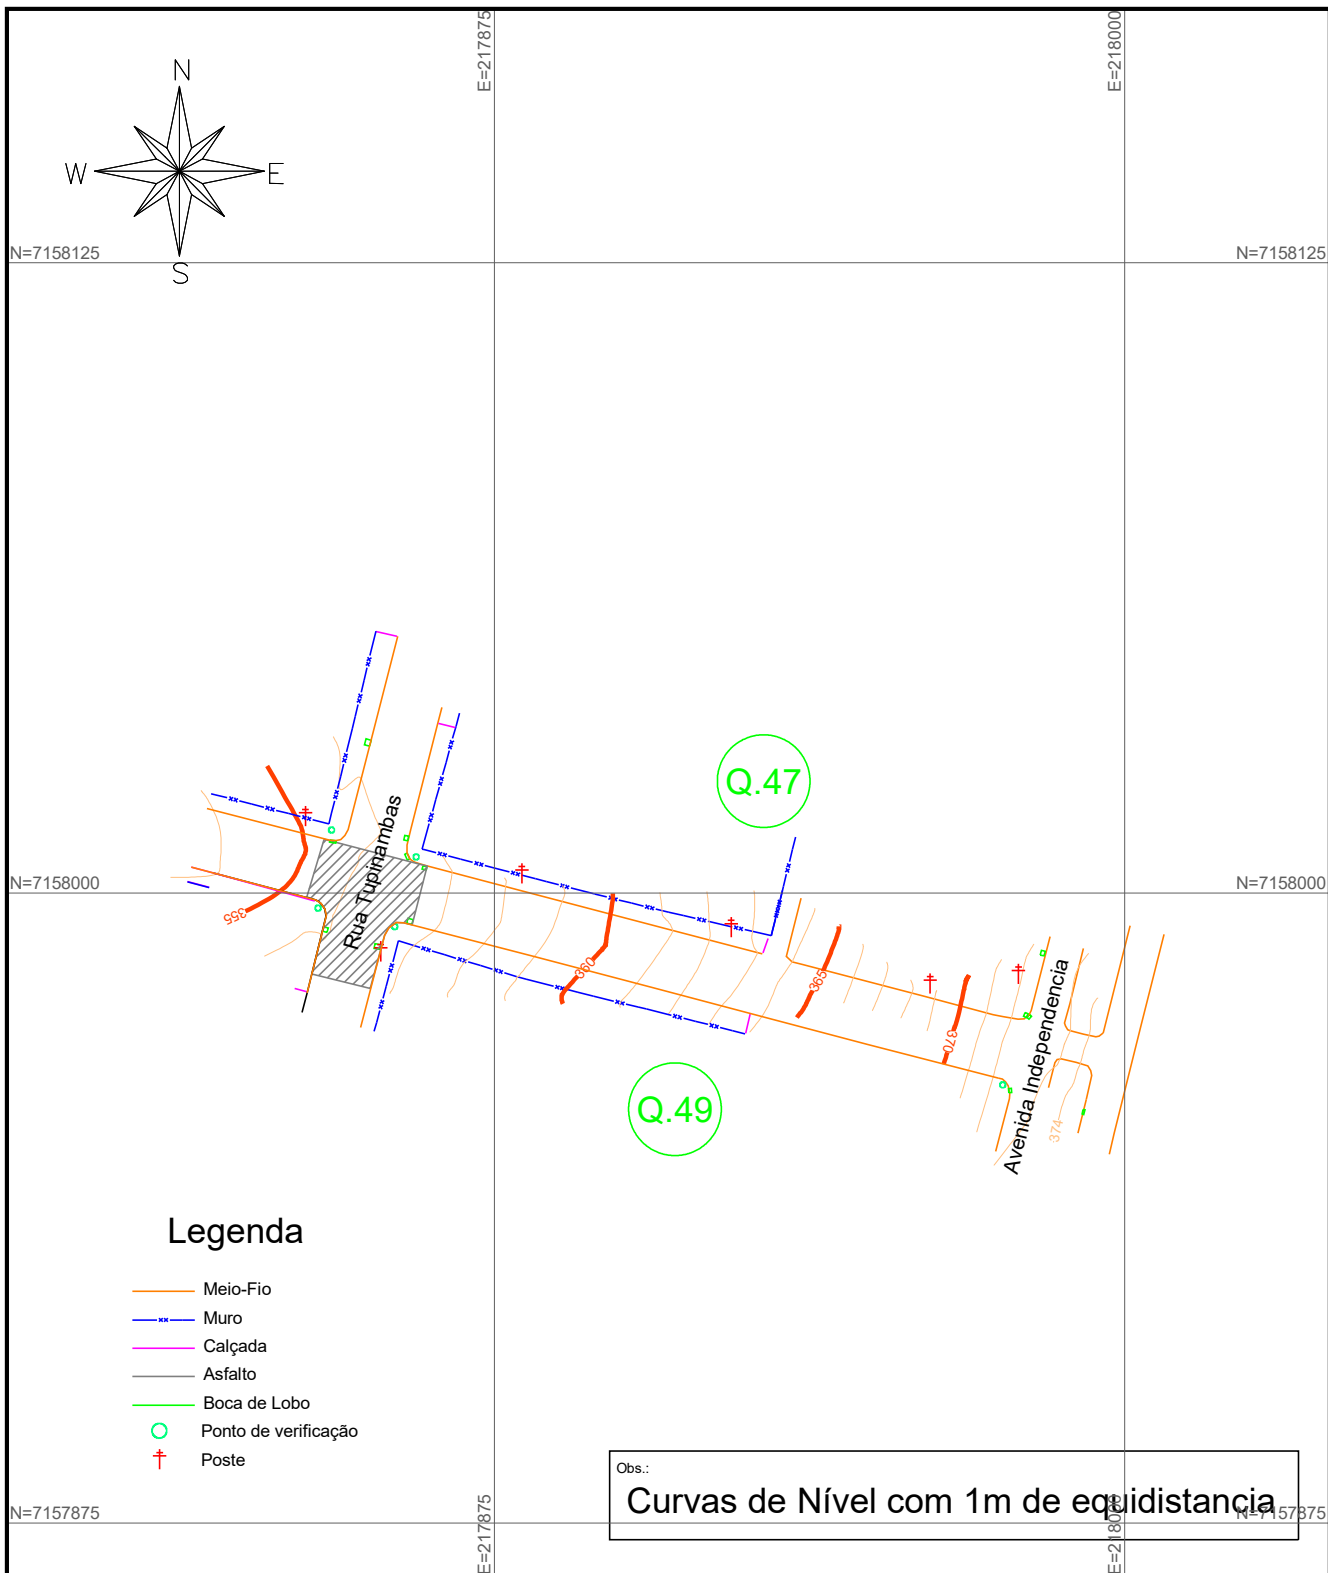 E=217875
E=218000
N
W
E
S
N=7158125
N=7158125
Q.47
Rua Tupinambas
N=7158000
N=7158000
355
360
365
370
Avenida Independencia
374
Q.49
Legenda
Meio-Fio
Muro
Calçada
Asfalto
Boca de Lobo
Ponto de verificação
Poste
Obs.:
Curvas de Nível com 1m de equidistancia
N=7157875
N=7157875
E=217875
E=218000